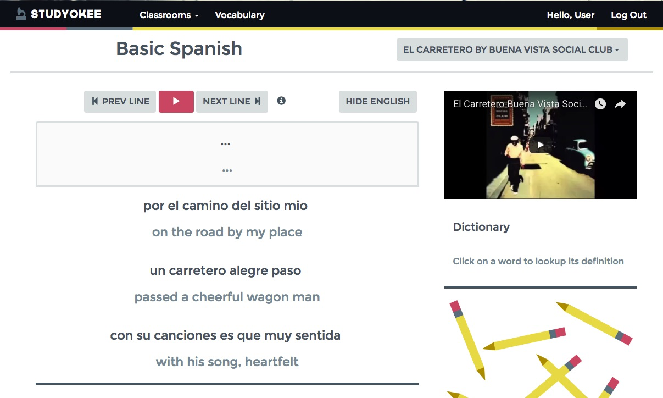 STUDYOKEE
Classrooms
Vocabulary
Hello, User
Log Out
Basic Spanish
EL CARRETERO BY BUENA VISTA SOCIAL CLUB
PREV LINE
NEXT LINE
HIDE ENGLISH
...
...
por el camino del sitio mio
on the road by my place
un carretero alegre paso
passed a cheerful wagon man
con su canciones es que muy sentida
with his song, heartfelt
El Carretero Buena Vista Soci...
Dictionary
Click on a word to lookup its definition